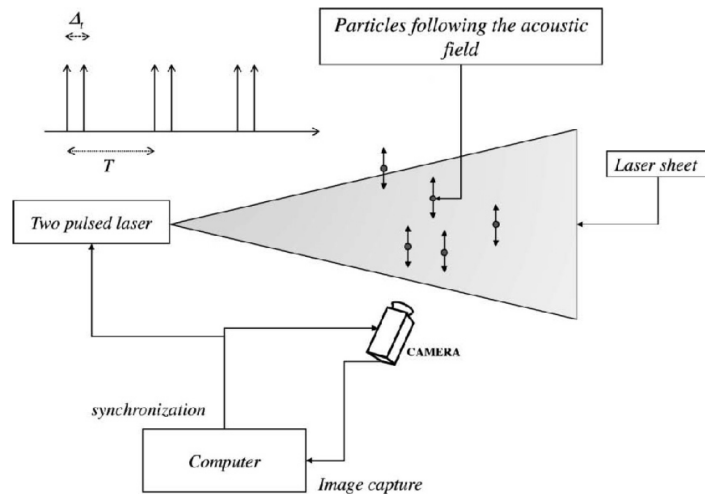 Δt
T
Particles following the acoustic
field
Laser sheet
Two pulsed laser
CAMERA
synchronization
Computer
Image capture